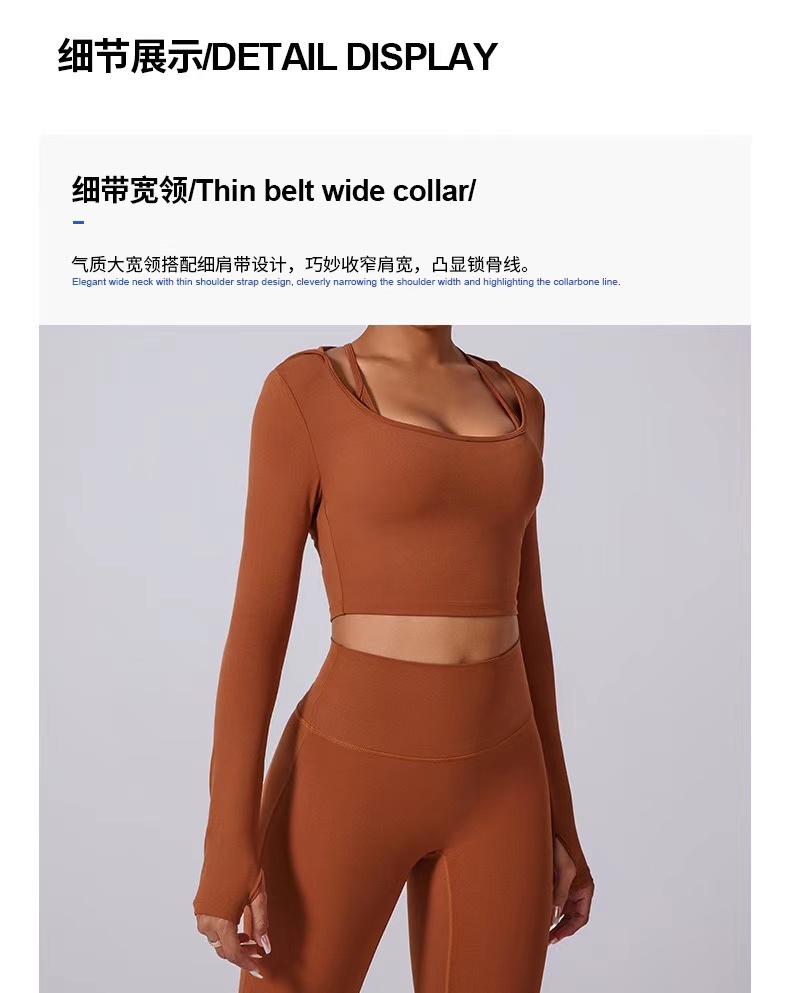 细节展示/DETAIL DISPLAY
细带宽领/Thin belt wide collar/
气质大宽领搭配细肩带设计，巧妙收窄肩宽，凸显锁骨线。
Elegant wide neck with thin shoulder strap design, cleverly narrowing the shoulder width and highlighting the collarbone line.